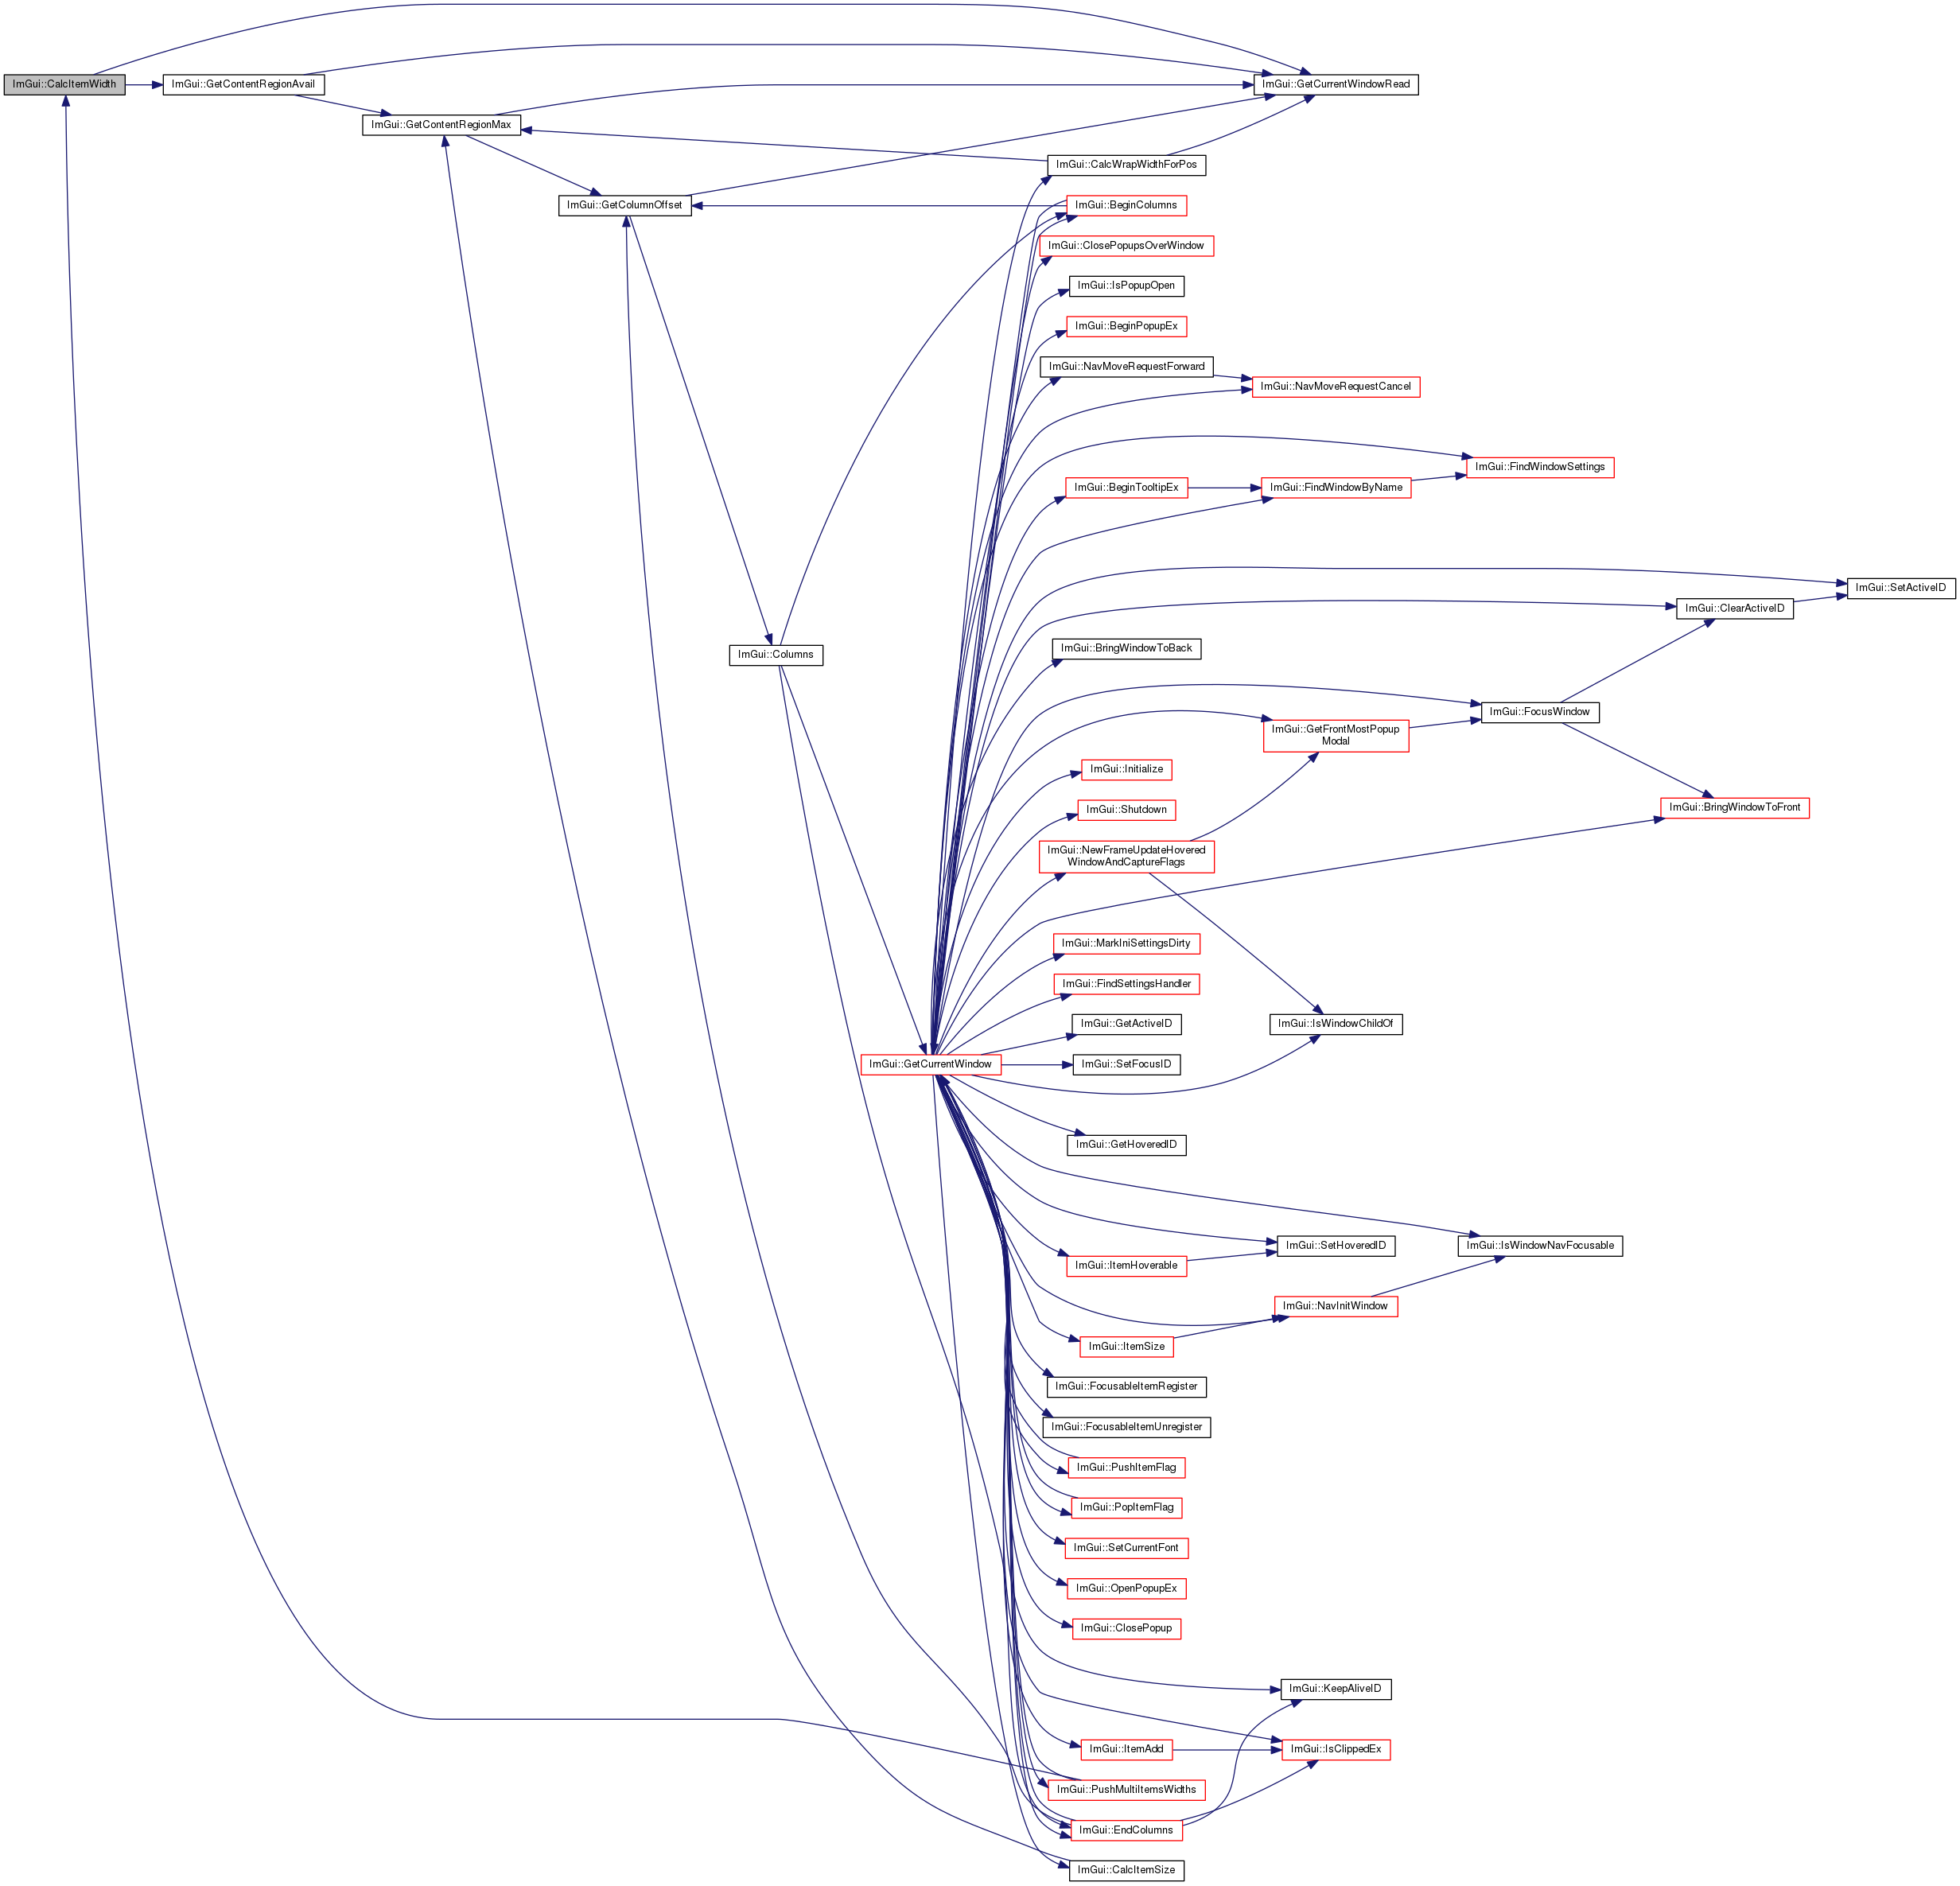 ImGui::CalcItemWidth
ImGui::GetContentRegionAvail
ImGui::GetCurrentWindowRead
ImGui::GetContentRegionMax
ImGui::CalcWrapWidthForPos
ImGui::GetColumnOffset
ImGui::BeginColumns
ImGui::ClosePopupsOverWindow
ImGui::IsPopupOpen
ImGui::BeginPopupEx
ImGui::NavMoveRequestForward
ImGui::NavMoveRequestCancel
ImGui::FindWindowSettings
ImGui::BeginTooltipEx
ImGui::FindWindowByName
ImGui::SetActiveID
ImGui::ClearActiveID
ImGui::BringWindowToBack
ImGui::Columns
ImGui::FocusWindow
ImGui::GetFrontMostPopup
Modal
ImGui::Initialize
ImGui::Shutdown
ImGui::BringWindowToFront
ImGui::NewFrameUpdateHovered
WindowAndCaptureFlags
ImGui::MarkIniSettingsDirty
ImGui::FindSettingsHandler
ImGui::GetActiveID
ImGui::IsWindowChildOf
ImGui::GetCurrentWindow
ImGui::SetFocusID
ImGui::GetHoveredID
ImGui::SetHoveredID
ImGui::IsWindowNavFocusable
ImGui::ItemHoverable
ImGui::NavInitWindow
ImGui::ItemSize
ImGui::FocusableItemRegister
ImGui::FocusableItemUnregister
ImGui::PushItemFlag
ImGui::PopItemFlag
ImGui::SetCurrentFont
ImGui::OpenPopupEx
ImGui::ClosePopup
ImGui::KeepAliveID
ImGui::ItemAdd
ImGui::IsClippedEx
ImGui::PushMultiItemsWidths
ImGui::EndColumns
ImGui::CalcItemSize